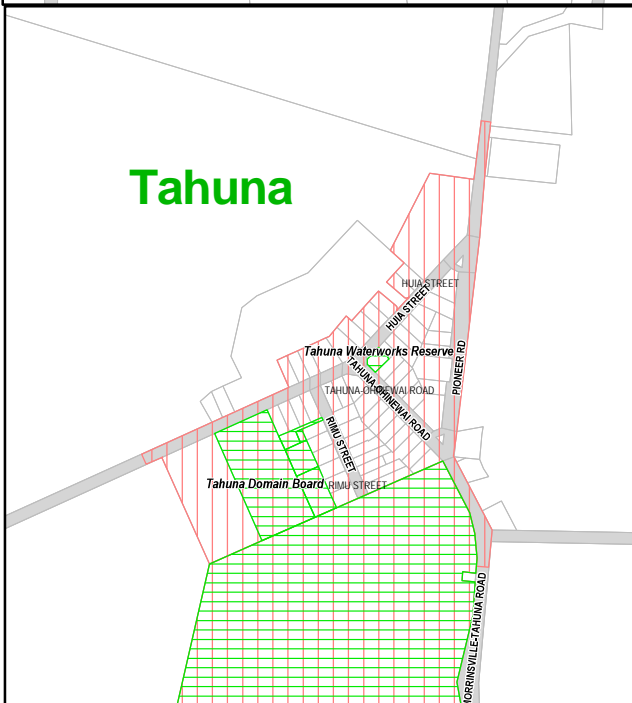 Tahuna
HUIA STREET
HUIA STREET
Tahuna Waterworks Reserve
PIONEER RD
TAHUNA-OHINEWAI ROAD
TAHUNA-OHINEWAI ROAD
RIMU STREET
Tahuna Domain Board
RIMU STREET
MORRINSVILLE-TAHUNA ROAD